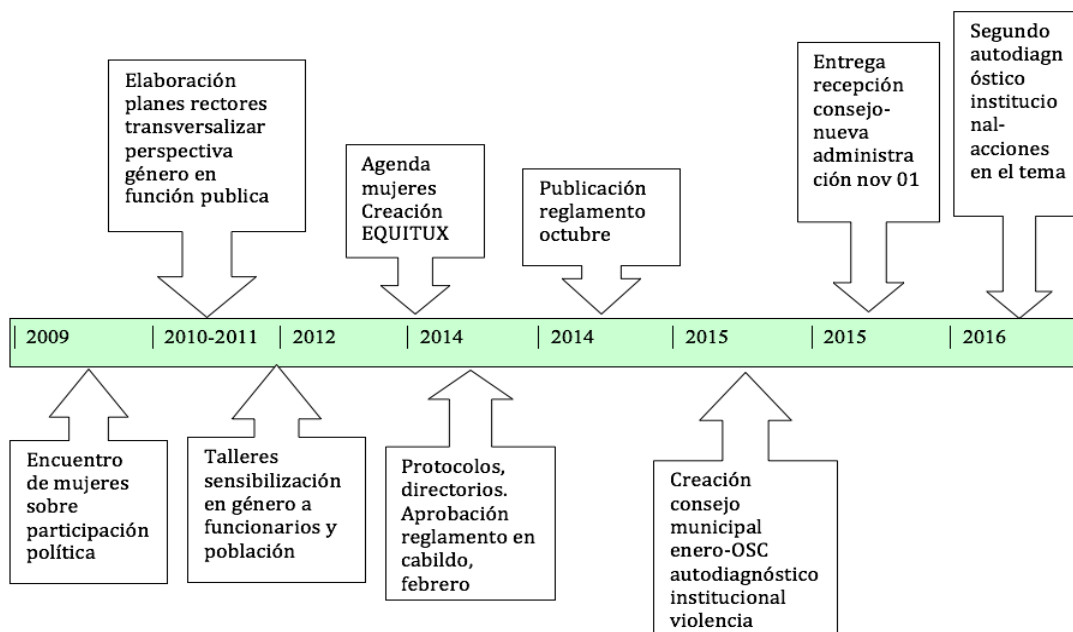 Elaboración
planes rectores
transversalizar
perspectiva
género en
función publica
Agenda
mujeres
Creación
EQUITUX
Publicación
reglamento
octubre
Entrega
recepción
consejo-
nueva
administra
ción nov 01
Segundo
autodiagn
óstico
institucio
nal-
acciones
en el tema
2009
2010-2011
2012
2014
2014
2015
2015
2016
Encuentro
de mujeres
sobre
participación
política
Talleres
sensibilización
en género a
funcionarios y
población
Protocolos,
directorios.
Aprobación
reglamento en
cabildo,
febrero
Creación
consejo
municipal
enero-OSC
autodiagnóstico
institucional
violencia